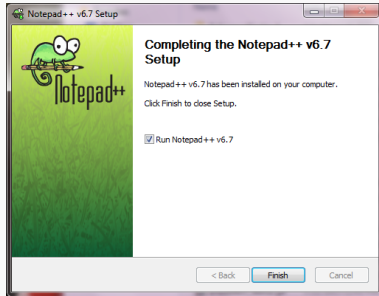 Notepad++ v6.7 Setup
Completing the Notepad++ v6.7
Setup
Notepad++ v6.7 has been installed on your computer.
Click Finish to close Setup.
Notepad++
Run Notepad++ v6.7
< Back Finish Cancel